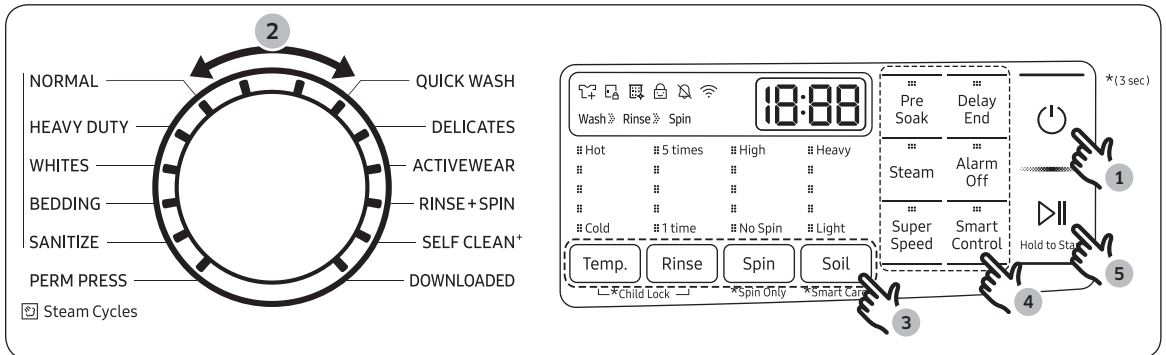 2
NORMAL
HEAVY DUTY
WHITES
BEDDING
SANITIZE
PERM PRESS
Steam Cycles
QUICK WASH
DELICATES
ACTIVEWEAR
RINSE+SPIN
SELF CLEAN+
DOWNLOADED
18:88
Wash Rinse Spin
Hot 5 times High Heavy
Cold 1 time No Spin Light
Temp. Rinse Spin Soil
*Child Lock *Spin Only *Smart Care
3
Pre
Soak
Delay
End
Steam
Alarm
Off
Super
Speed
Smart
Control
4
*(3 sec)
1
Hold to Start
5